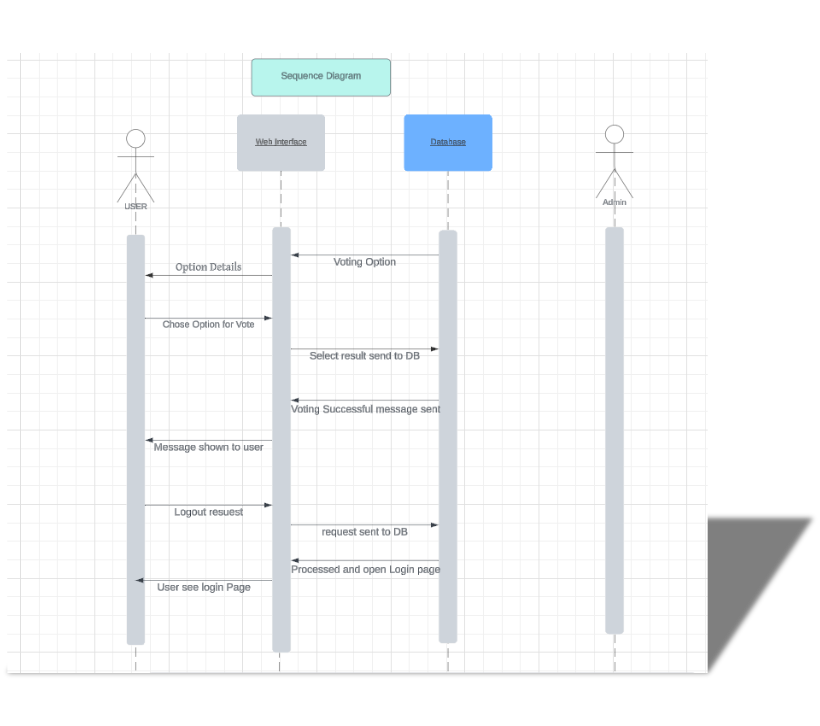 Sequence Diagram
Web Interface
Database
USER
Admin
Voting Option
Option Details
Chose Option for Vote
Select result send to DB
Voting Successful message sent
Message shown to user
Logout resuest
request sent to DB
Processed and open Login page
User see login Page